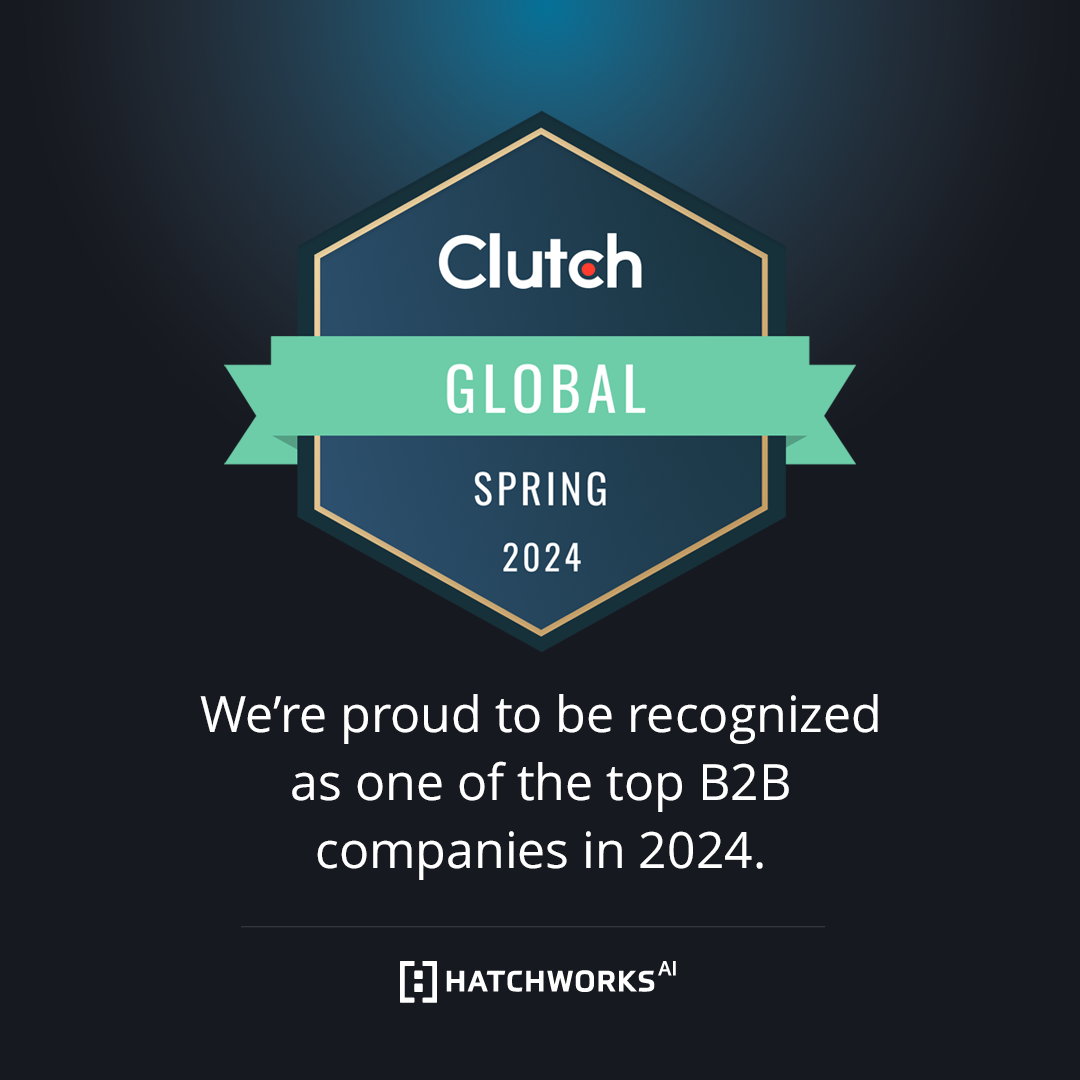 Clutch
GLOBAL
SPRING
2024
We’re proud to be recognized
as one of the top B2B
companies in 2024.
HATCHWORKS AI